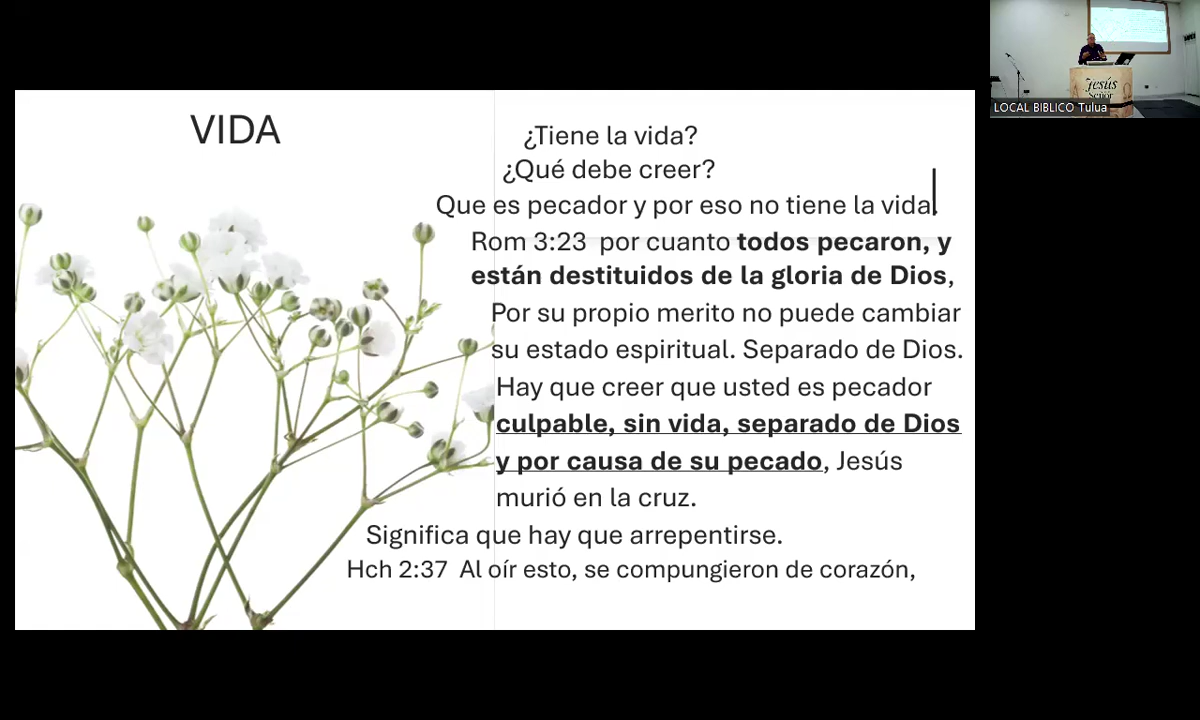 VIDA
¿Tiene la vida?
¿Qué debe creer?
Que es pecador y por eso no tiene la vida.
Rom 3:23 por cuanto todos pecaron, y
están destituidos de la gloria de Dios,
Por su propio merito no puede cambiar
su estado espiritual. Separado de Dios.
Hay que creer que usted es pecador
culpable, sin vida, separado de Dios
y por causa de su pecado, Jesús
murió en la cruz.
Significa que hay que arrepentirse.
Hch 2:37 Al oír esto, se compungieron de corazón,
jesús
Señor
LOCAL BIBLICO Tulua